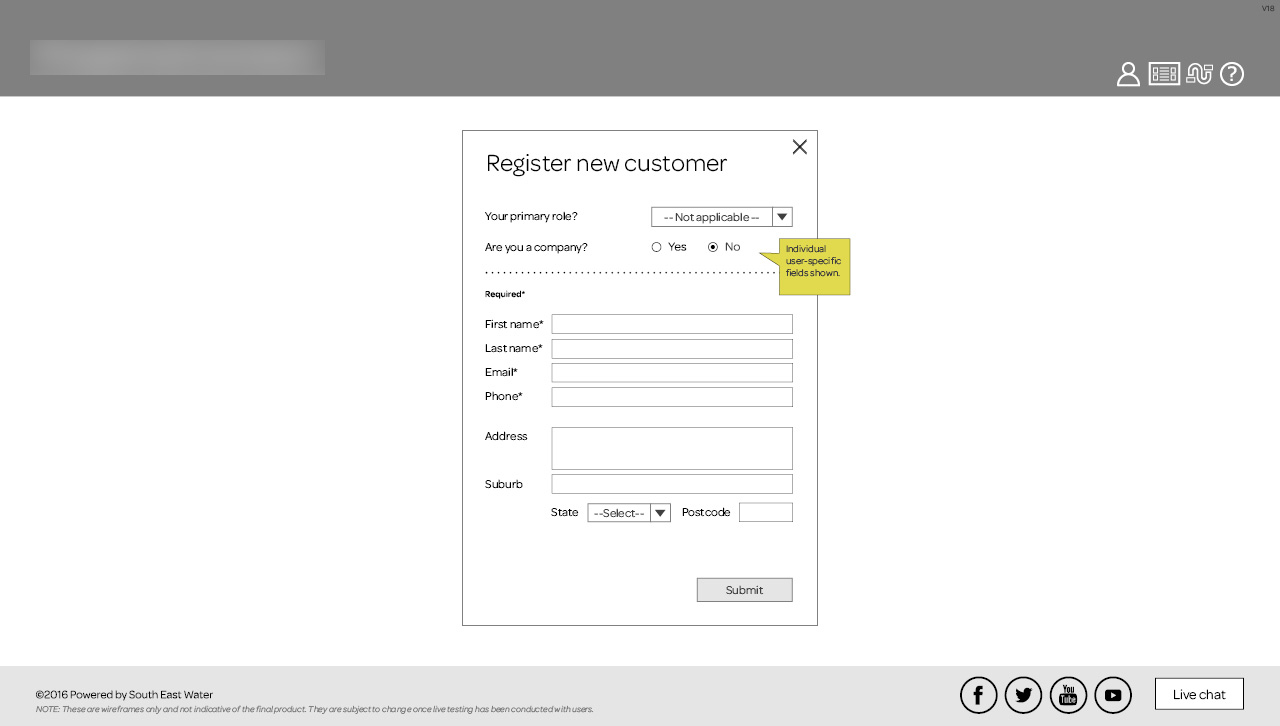 V18
Register new customer
Your primary role?
-- Not applicable --
Are you a company?
Yes
No
Individual
user-specific
fields shown.
Required*
First name*
Last name*
Email*
Phone*
Address
Suburb
State
--Select--
Postcode
Submit
©2016 Powered by South East Water
NOTE: These are wireframes only and not indicative of the final product. They are subject to change once live testing has been conducted with users.
You
Tube
Live chat